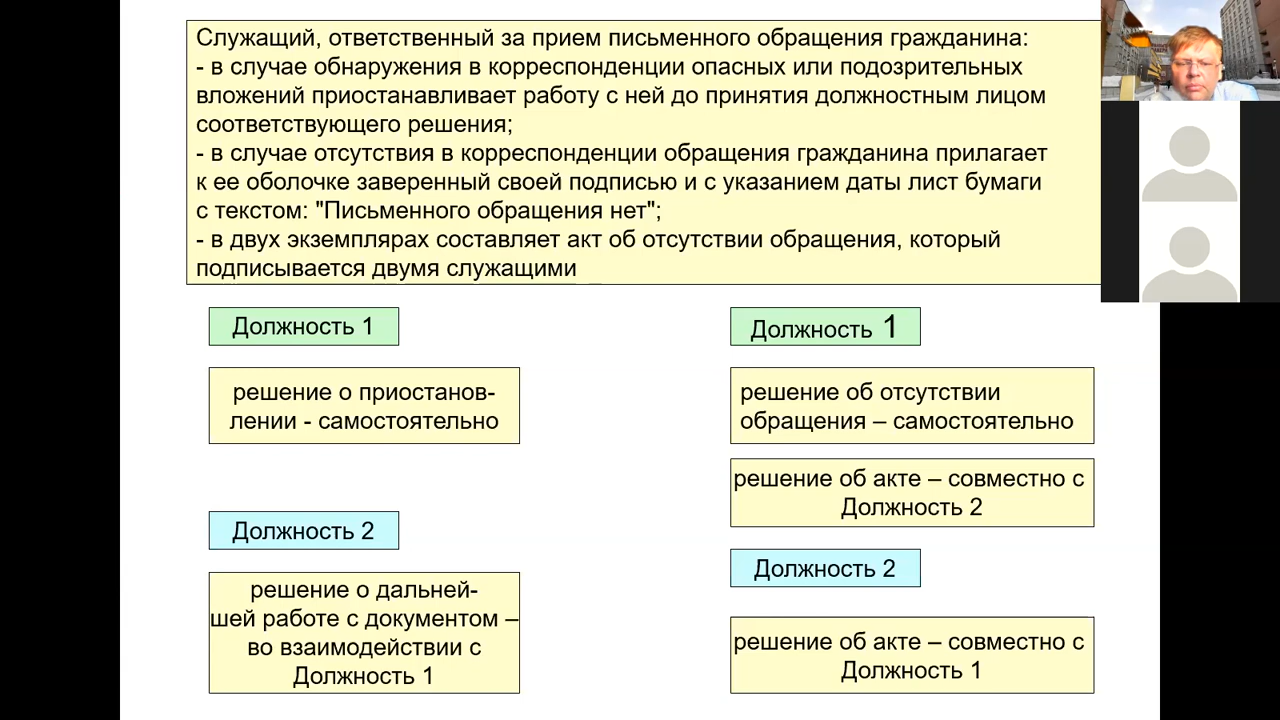 Служащий, ответственный за прием письменного обращения гражданина:
- в случае обнаружения в корреспонденции опасных или подозрительных
вложений приостанавливает работу с ней до принятия должностным лицом
соответствующего решения;
- в случае отсутствия в корреспонденции обращения гражданина прилагает
к ее оболочке заверенный своей подписью и с указанием даты лист бумаги
с текстом: "Письменного обращения нет";
- в двух экземплярах составляет акт об отсутствии обращения, который
подписывается двумя служащими
Должность 1
решение о приостанов-
лении - самостоятельно
Должность 2
решение о дальней-
шей работе с документом –
во взаимодействии с
Должность 1
Должность 1
решение об отсутствии
обращения – самостоятельно
решение об акте – совместно с
Должность 2
Должность 2
решение об акте – совместно с
Должность 1